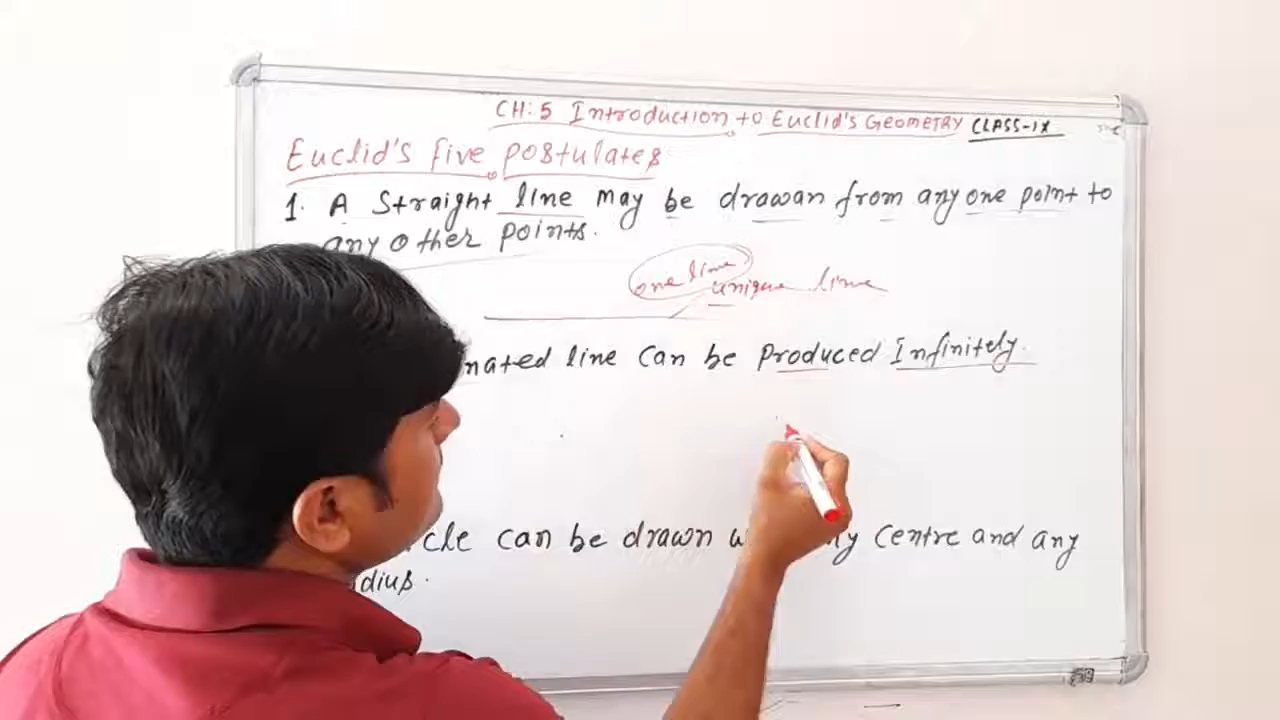 CH: 5 Introduction to Euclid's Geometry CLASS-IX
Euclid's five postulates
1. A straight line may be drawan from any one point to
any other points.
one line
unique line
nated line can be produced Infinitely.
cle can be drawn centre and any
dius.